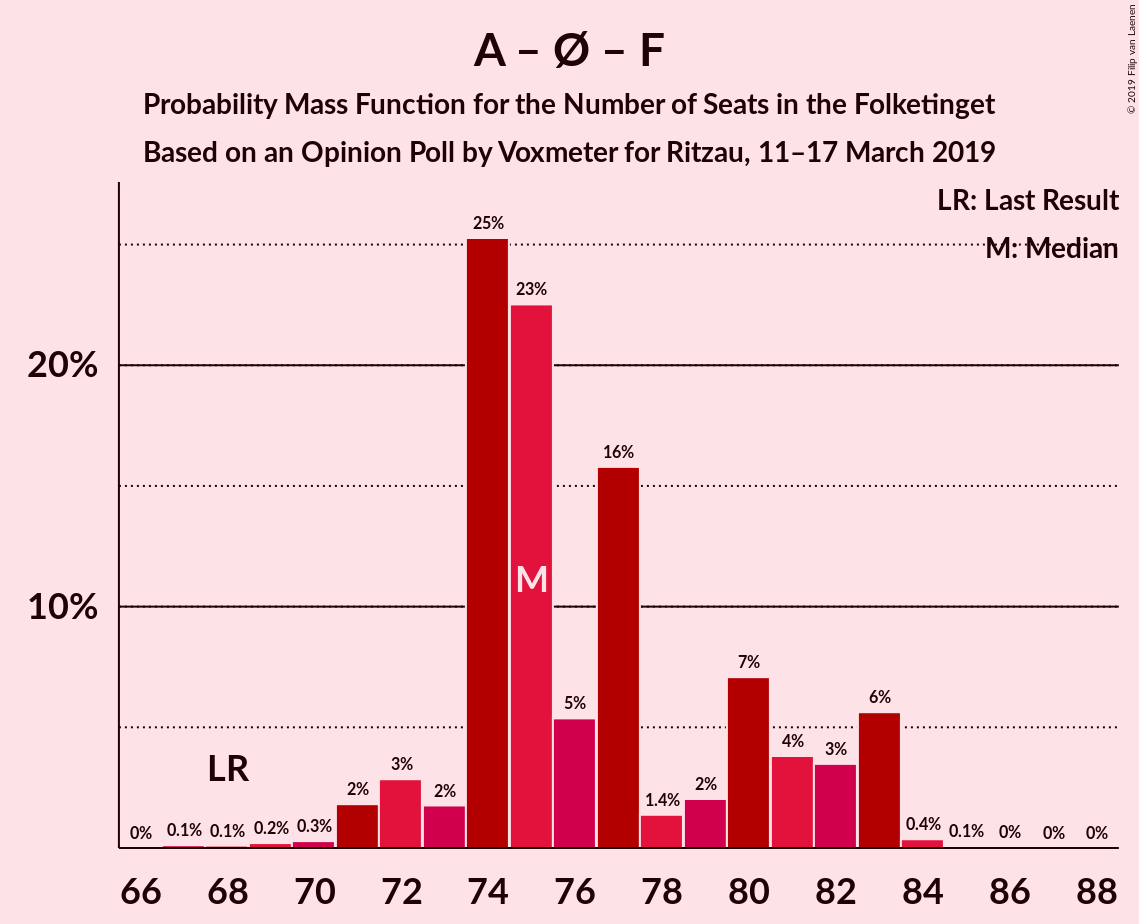 A – Ø – F
Probability Mass Function for the Number of Seats in the Folketinget
Based on an Opinion Poll by Voxmeter for Ritzau, 11–17 March 2019
© 2019 Filip van Laenen
LR: Last Result
M: Median
25%
23%
20%
16%
M
10%
7%
6%
5%
4%
3%
LR
3%
2%
2%
2%
1.4%
0%
0.1%
0.1%
0.2%
0.3%
0.4%
0.1%
0%
0%
0%
66 68 70 72 74 76 78 80 82 84 86 88